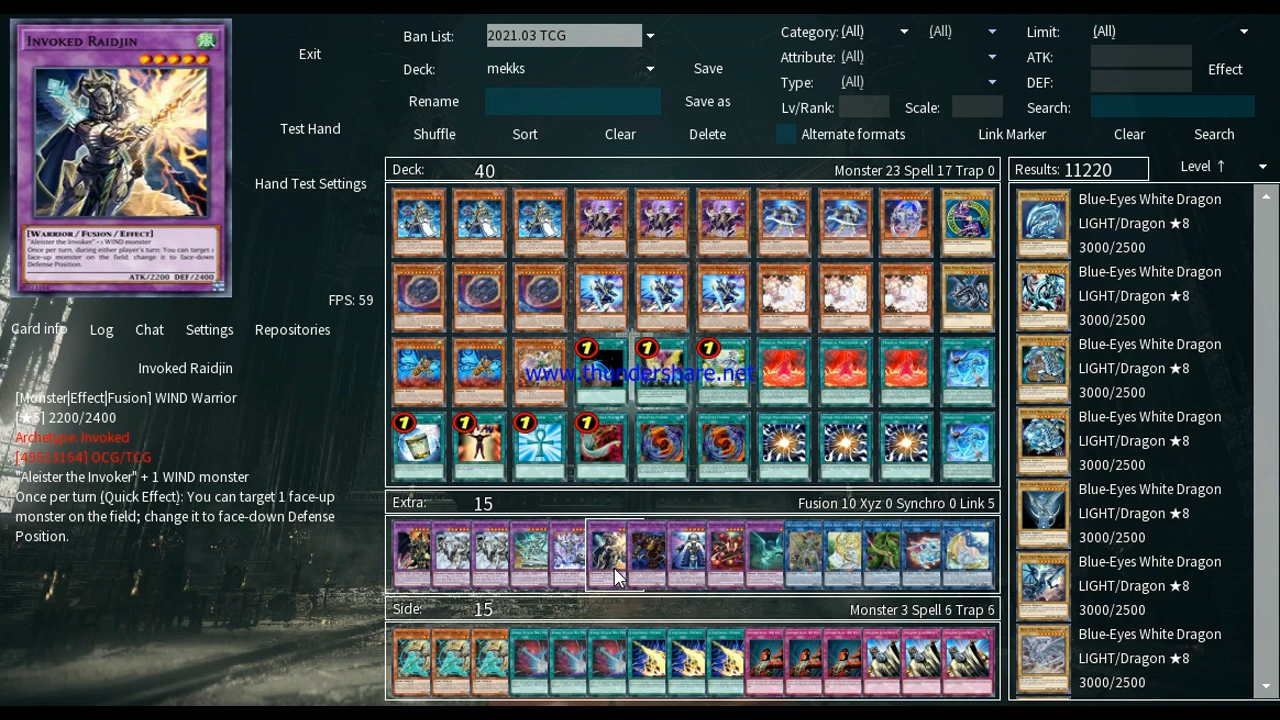 INVOKED RAIDJIN
[WARRIOR / FUSION / EFFECT]
"Aleister the Invoker" + 1 WIND monster
Once per turn, during either player's turn: You can target 1
face-up monster on the field; change it to face-down
Defense Position.
ATK/2200 DEF/2400
Exit
Test Hand
Hand Test Settings
FPS: 59
Card info
Log
Chat
Settings
Repositories
Invoked Raidjin
[Monster|Effect|Fusion] WIND Warrior
[★5] 2200/2400
Archetype: Invoked
OCG/TCG
"Aleister the Invoker" + 1 WIND monster
Once per turn (Quick Effect): You can target 1 face-up
monster on the field; change it to face-down Defense
Position.
Ban List: 2021.03 TCG
Deck: mekks Save
Rename Save as
Shuffle Sort Clear Delete
Category: (All) (All) Limit: (All)
Attribute: (All) ATK:
Type: (All) DEF: Effect
Lv/Rank: Scale: Search:
Alternate formats Link Marker Clear Search
Deck: 40 Monster 23 Spell 17 Trap 0
1 1 1
www.thundershare.net
1 1 1 1
Extra: 15 Fusion 10 Xyz 0 Synchro 0 Link 5
Side: 15 Monster 3 Spell 6 Trap 6
Results: 11220 Level ↑
Blue-Eyes White Dragon
LIGHT/Dragon ★8
3000/2500
Blue-Eyes White Dragon
LIGHT/Dragon ★8
3000/2500
Blue-Eyes White Dragon
LIGHT/Dragon ★8
3000/2500
Blue-Eyes White Dragon
LIGHT/Dragon ★8
3000/2500
Blue-Eyes White Dragon
LIGHT/Dragon ★8
3000/2500
Blue-Eyes White Dragon
LIGHT/Dragon ★8
3000/2500
Blue-Eyes White Dragon
LIGHT/Dragon ★8
3000/2500